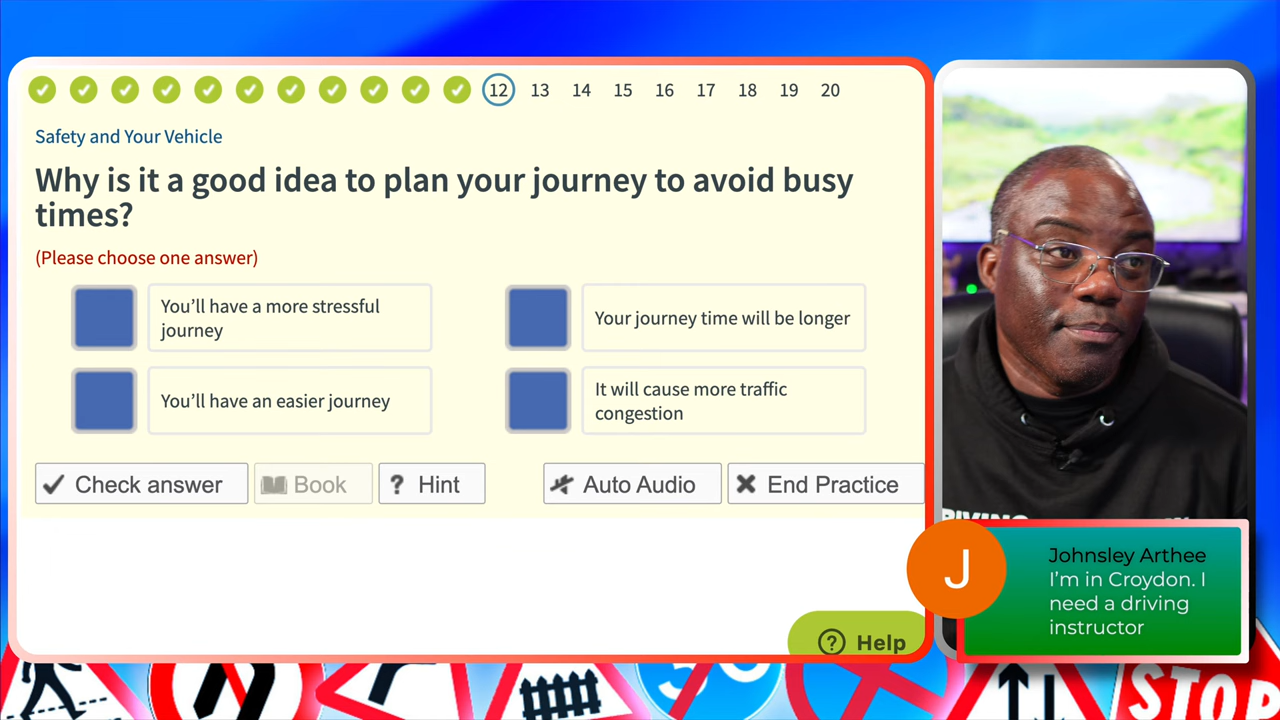 12 13 14 15 16 17 18 19 20
Safety and Your Vehicle
Why is it a good idea to plan your journey to avoid busy
times?
(Please choose one answer)
You’ll have a more stressful
journey
Your journey time will be longer
You’ll have an easier journey
It will cause more traffic
congestion
Check answer
Book
? Hint
Auto Audio
End Practice
J
Johnsley Arthee
I’m in Croydon. I
need a driving
instructor
? Help
STOP